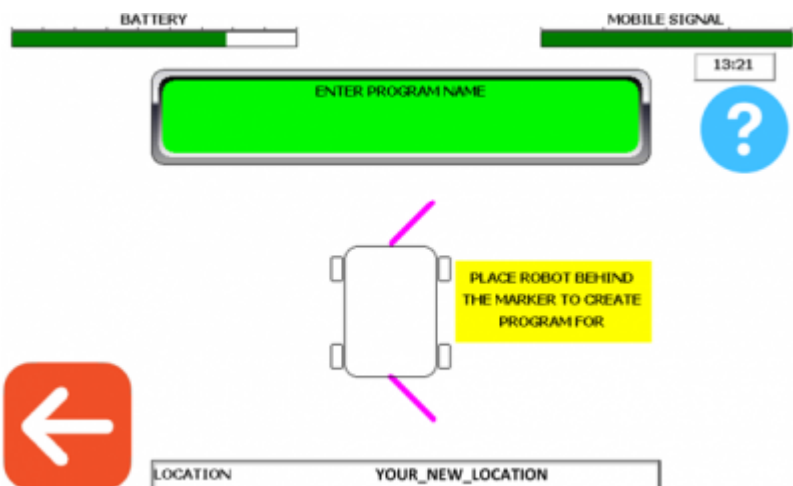 BATTERY
MOBILE SIGNAL
13:21
ENTER PROGRAM NAME
?
PLACE ROBOT BEHIND
THE MARKER TO CREATE
PROGRAM FOR
LOCATION YOUR_NEW_LOCATION